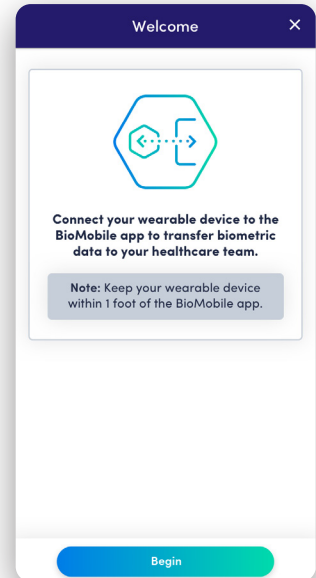 Welcome
Connect your wearable device to the
BioMobile app to transfer biometric
data to your healthcare team.
Note: Keep your wearable device
within 1 foot of the BioMobile app.
Begin